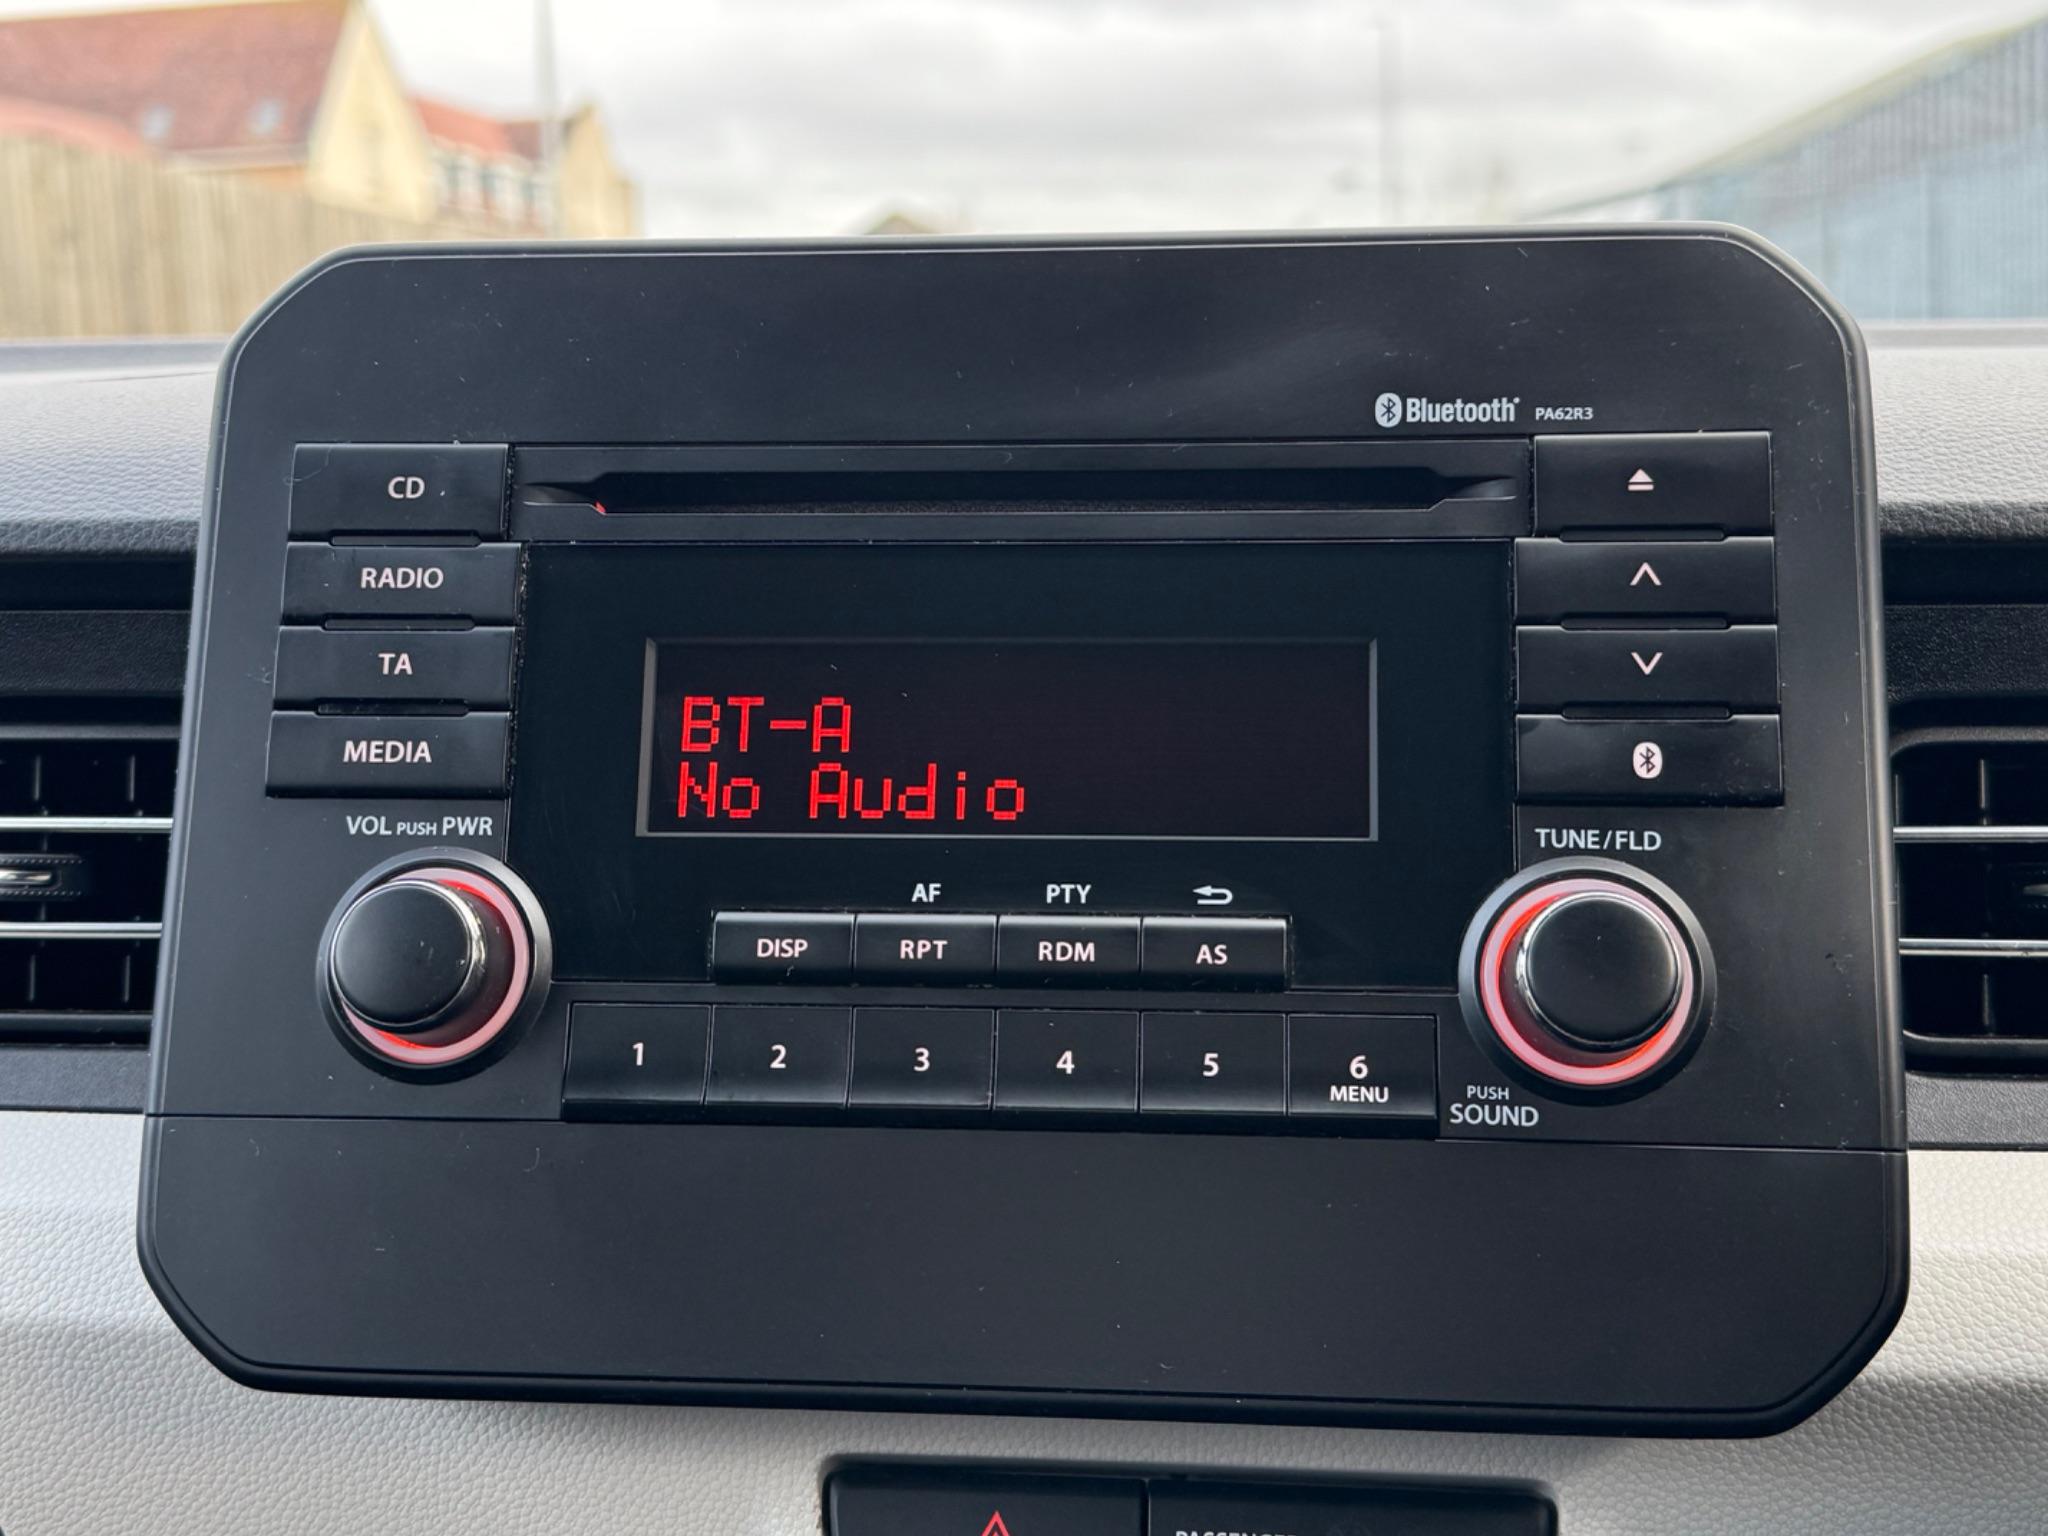 Bluetooth PA62R3
CD
RADIO
TA
MEDIA
BT-A
No Audio
VOL PUSH PWR
TUNE/FLD
AF PTY
DISP RPT RDM AS
1 2 3 4 5 6
MENU
PUSH
SOUND